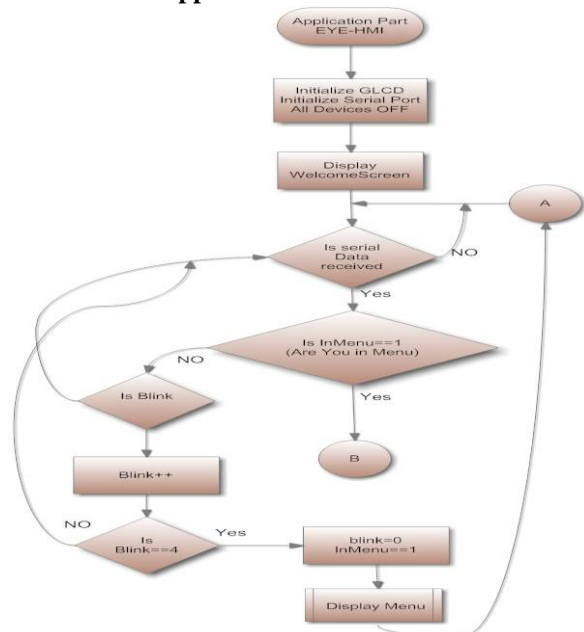 Application Part
EYE-HMI
Initialize GLCD
Initialize Serial Port
All Devices OFF
Display
WelcomeScreen
A
Is serial
Data
received
NO
Yes
Is InMenu==1
(Are You in Menu)
NO
Yes
Is Blink
B
Blink++
NO
Is
Blink==4
Yes
blink=0
InMenu==1
Display Menu